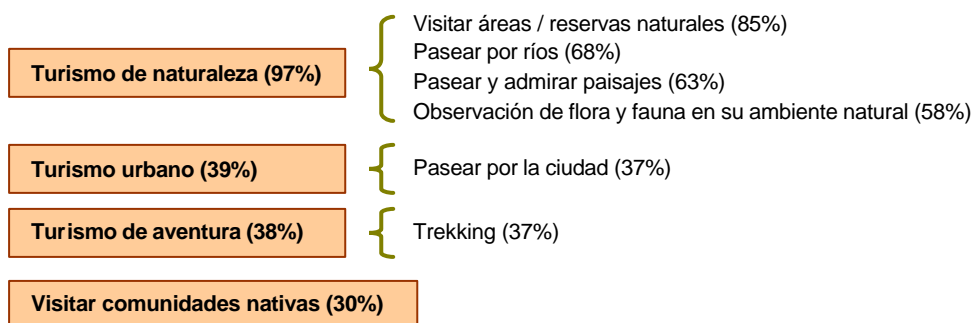 Turismo de naturaleza (97%)
Visitar áreas / reservas naturales (85%)
Pasear por ríos (68%)
Pasear y admirar paisajes (63%)
Observación de flora y fauna en su ambiente natural (58%)
Turismo urbano (39%)
Pasear por la ciudad (37%)
Turismo de aventura (38%)
Trekking (37%)
Visitar comunidades nativas (30%)